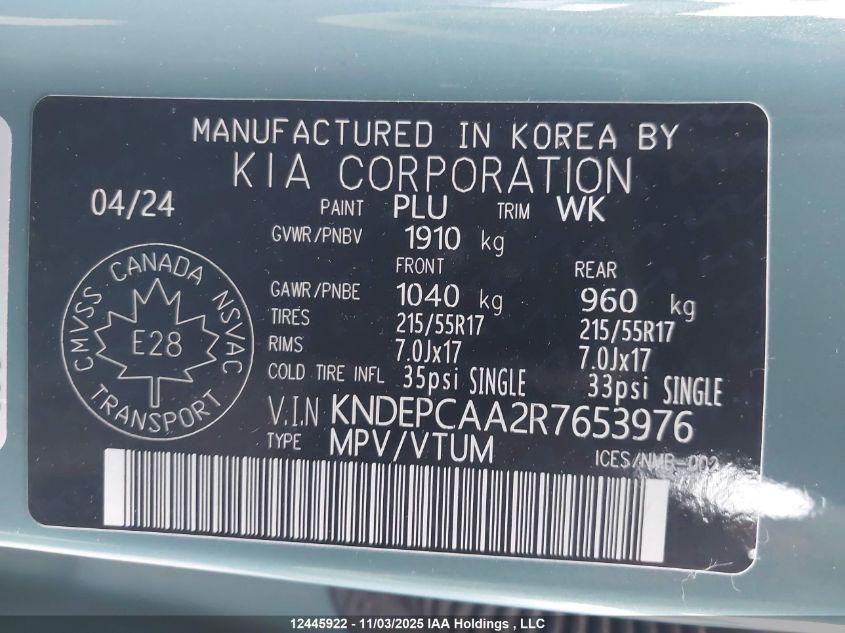 MANUFACTURED IN KOREA BY
KIA CORPORATION
04/24
PAINT PLU TRIM WK
GVWR/PNBV 1910 kg
FRONT REAR
GAWR/PNBE 1040 kg 960 kg
TIRES 215/55R17 215/55R17
RIMS 7.0Jx17 7.0Jx17
COLD TIRE INFL 35psi SINGLE 33psi SINGLE
V.I.N KNDEPCAA2R7653976
TYPE MPV/VTUM
ICES/NMB-002
CMVSS CANADA NSVAC
E28
TRANSPORT
12445922 - 11/03/2025 IAA Holdings , LLC